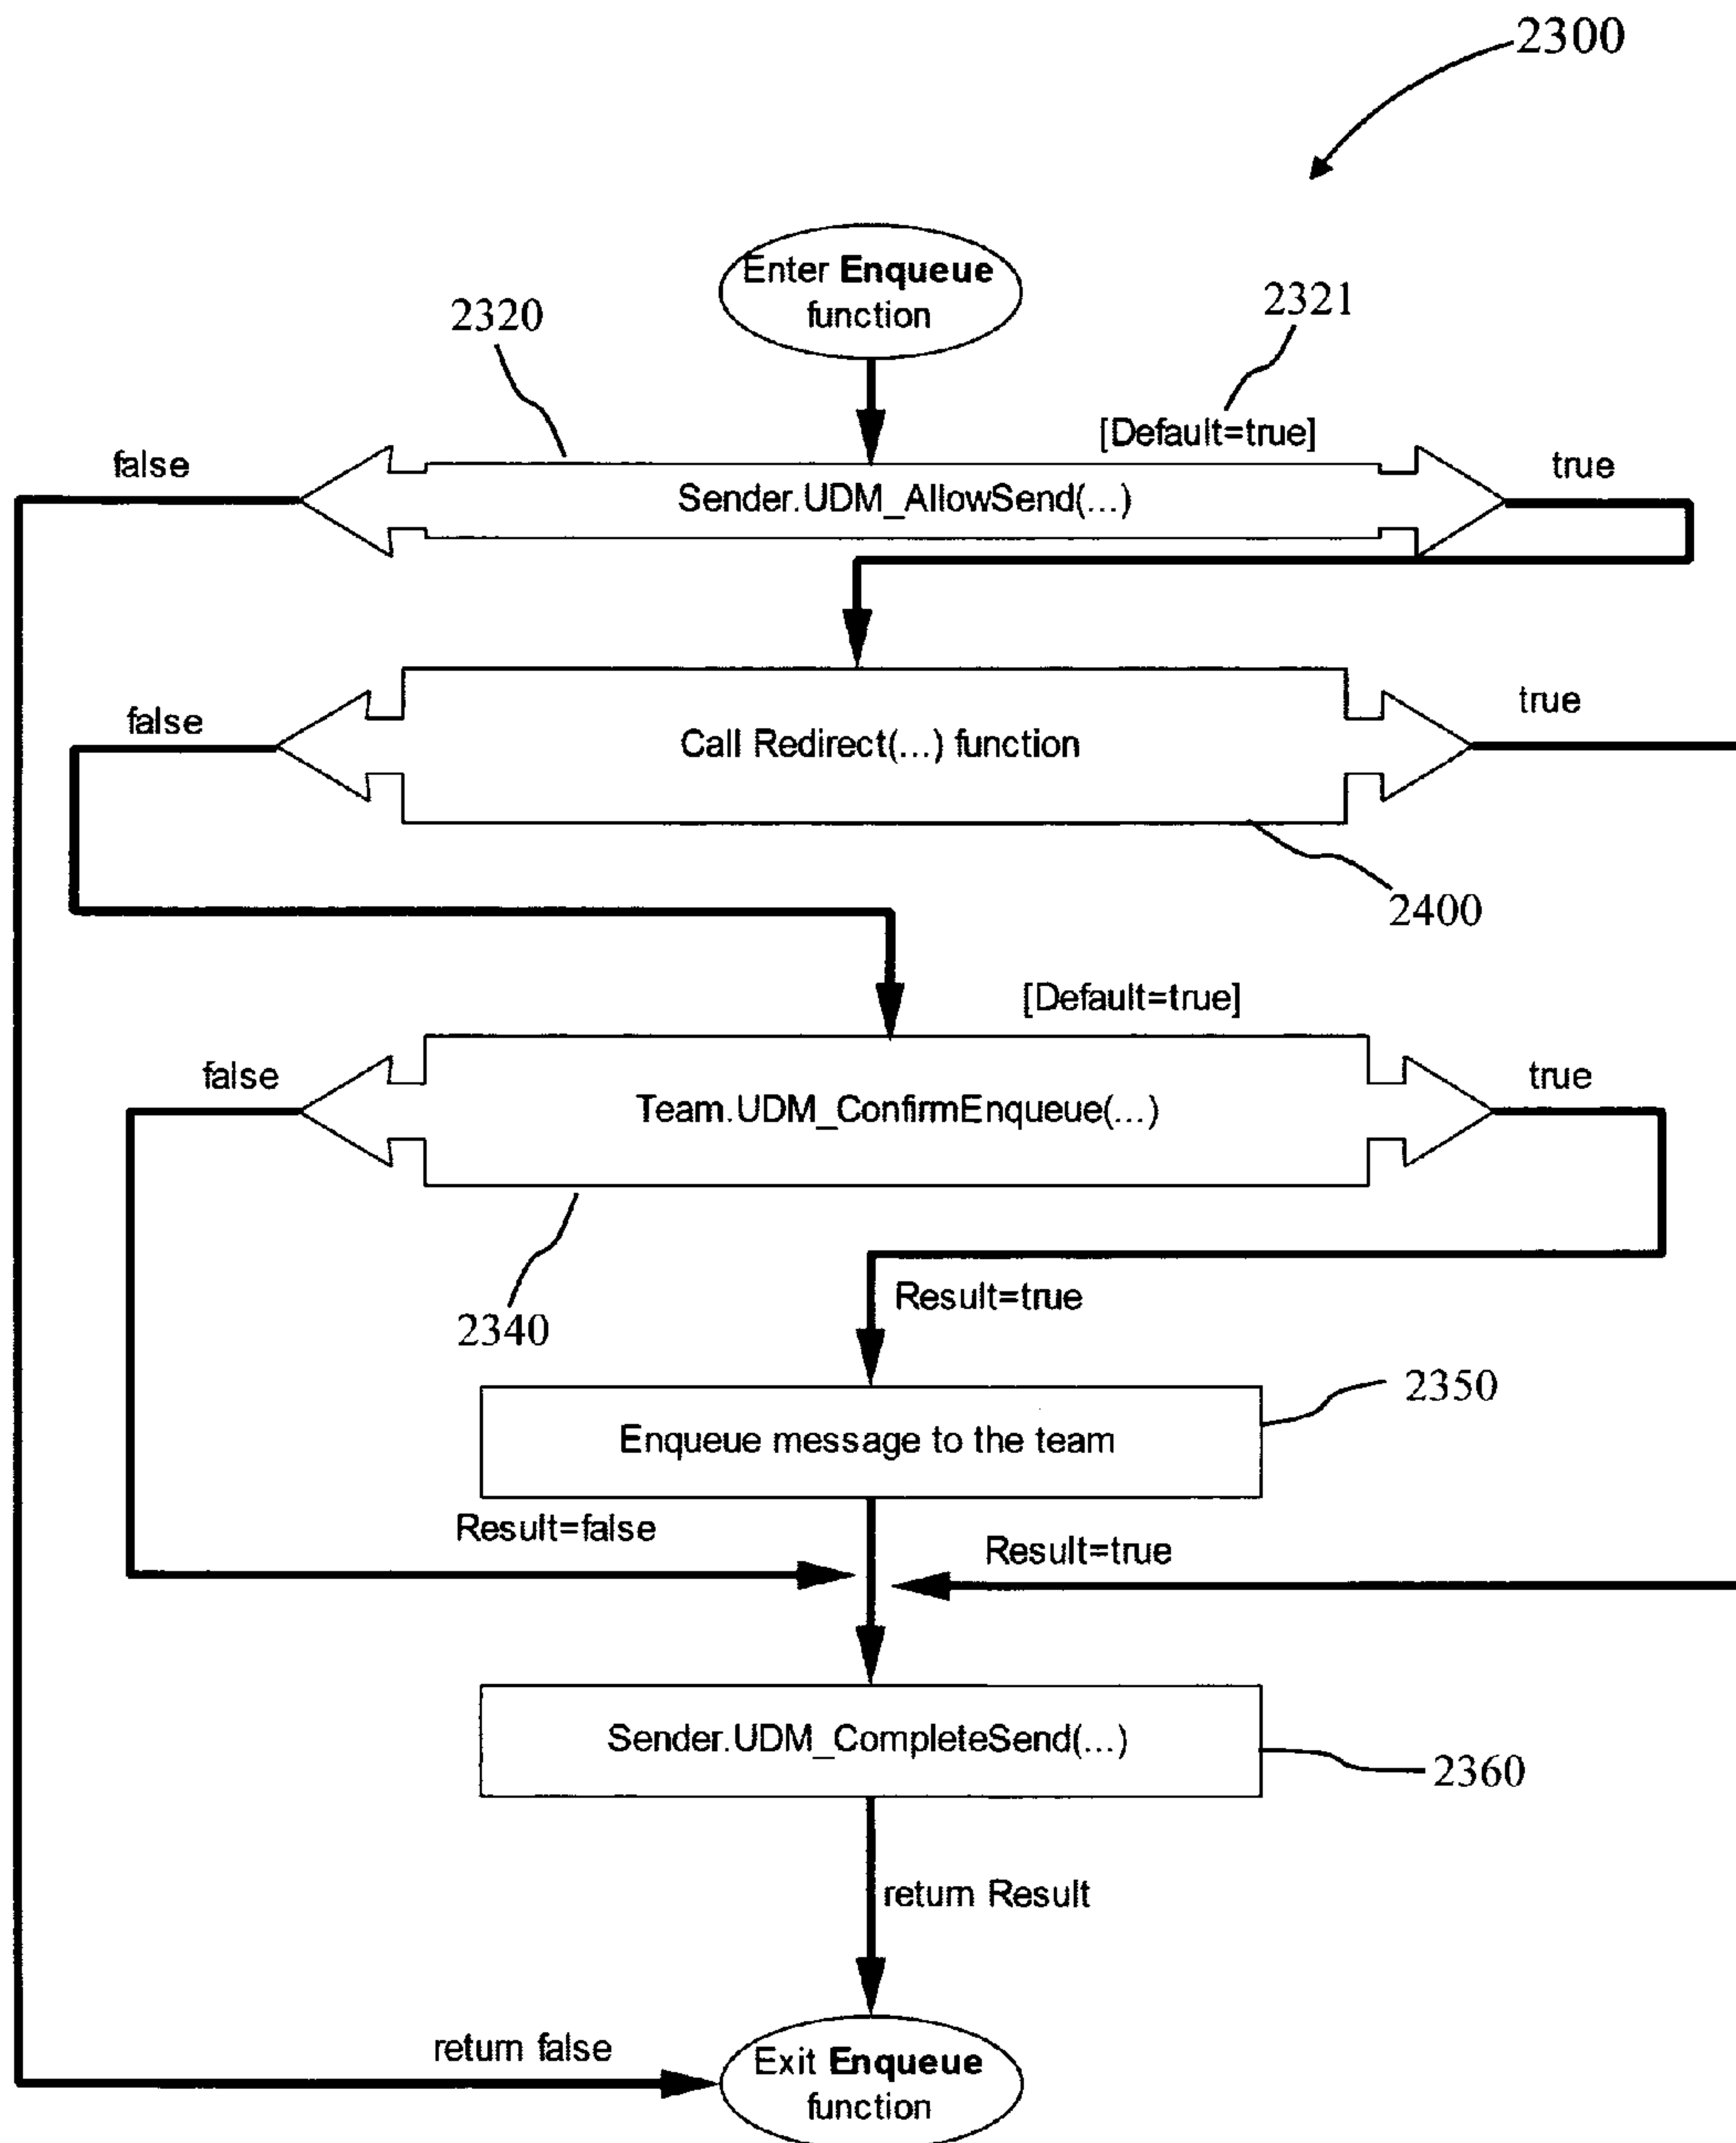 2300
Enter Enqueue
function
2320
2321
[Default=true]
false
true
Sender.UDM_AllowSend(...)
false
true
Call Redirect(...) function
2400
[Default=true]
false
true
Team.UDM_ConfirmEnqueue(...)
Result=true
2340
2350
Enqueue message to the team
Result=false
Result=true
Sender.UDM_CompleteSend(...)
2360
return Result
return false
Exit Enqueue
function